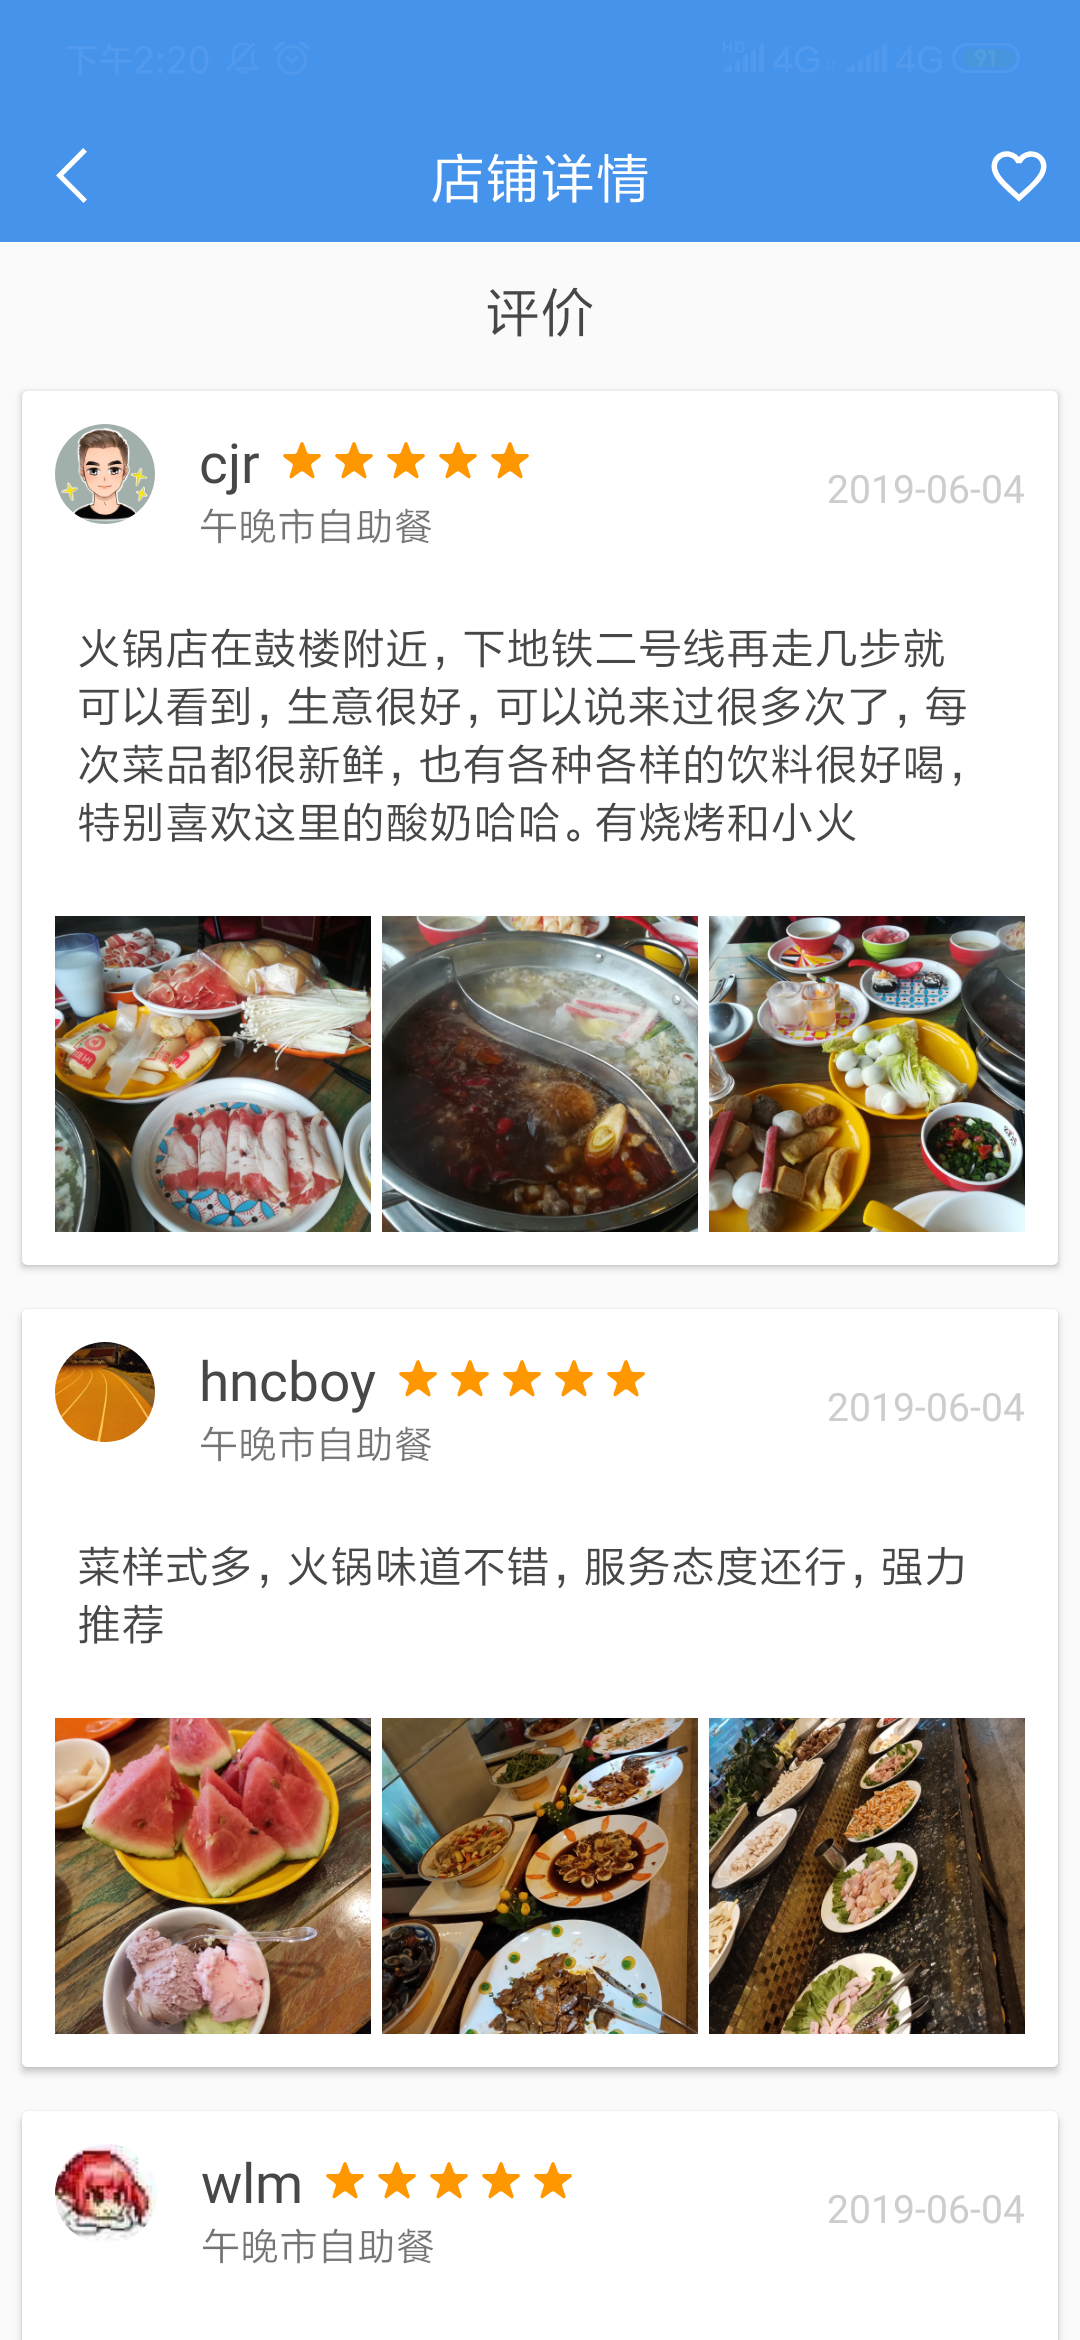 下午2:20
HD 4G 4G 91
店铺详情
评价
cjr
2019-06-04
午晚市自助餐
火锅店在鼓楼附近，下地铁二号线再走几步就
可以看到，生意很好，可以说来过很多次了，每
次菜品都很新鲜，也有各种各样的饮料很好喝，
特别喜欢这里的酸奶哈哈。有烧烤和小火
hncboy
2019-06-04
午晚市自助餐
菜样式多，火锅味道不错，服务态度还行，强力
推荐
wlm
2019-06-04
午晚市自助餐